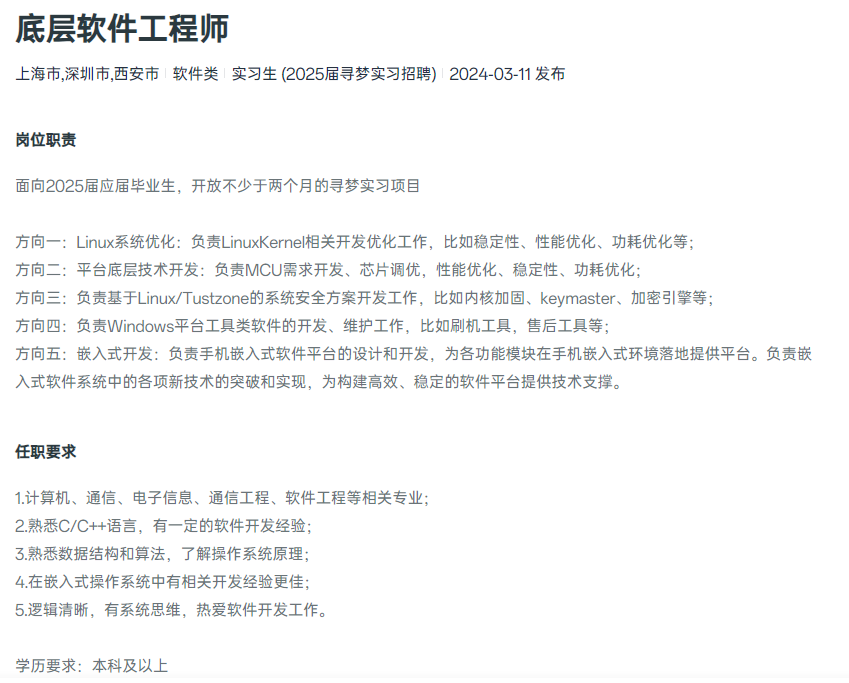 底层软件工程师
上海市,深圳市,西安市 软件类 实习生 (2025届寻梦实习招聘) 2024-03-11 发布
岗位职责
面向2025届应届毕业生，开放不少于两个月的寻梦实习项目
方向一：Linux系统优化：负责LinuxKernel相关开发优化工作，比如稳定性、性能优化、功耗优化等；
方向二：平台底层技术开发：负责MCU需求开发、芯片调优，性能优化、稳定性、功耗优化；
方向三：负责基于Linux/Tustzone的系统安全方案开发工作，比如内核加固、keymaster、加密引擎等；
方向四：负责Windows平台工具类软件的开发、维护工作，比如刷机工具，售后工具等；
方向五：嵌入式开发：负责手机嵌入式软件平台的设计和开发，为各功能模块在手机嵌入式环境落地提供平台。负责嵌
入式软件系统中的各项新技术的突破和实现，为构建高效、稳定的软件平台提供技术支撑。
任职要求
1.计算机、通信、电子信息、通信工程、软件工程等相关专业；
2.熟悉C/C++语言，有一定的软件开发经验；
3.熟悉数据结构和算法，了解操作系统原理；
4.在嵌入式操作系统中有相关开发经验更佳；
5.逻辑清晰，有系统思维，热爱软件开发工作。
学历要求：本科及以上